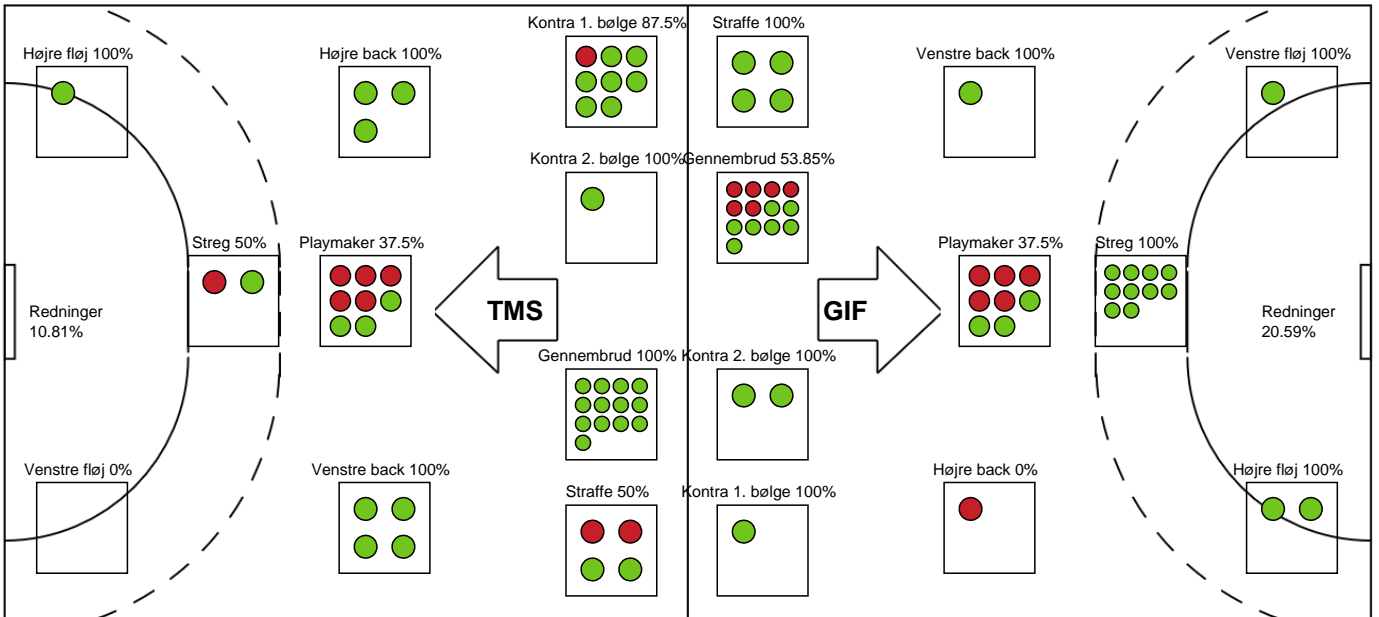 Kontra 1. bølge 87.5%
Straffe 100%
Højre fløj 100%
Højre back 100%
Venstre back 100%
Venstre fløj 100%
Kontra 2. bølge 100%
Gennembrud 53.85%
Streg 50%
Playmaker 37.5%
Playmaker 37.5%
Streg 100%
Redninger
10.81%
TMS
GIF
Redninger
20.59%
Gennembrud 100%
Kontra 2. bølge 100%
Venstre fløj 0%
Venstre back 100%
Højre back 0%
Højre fløj 100%
Straffe 50%
Kontra 1. bølge 100%